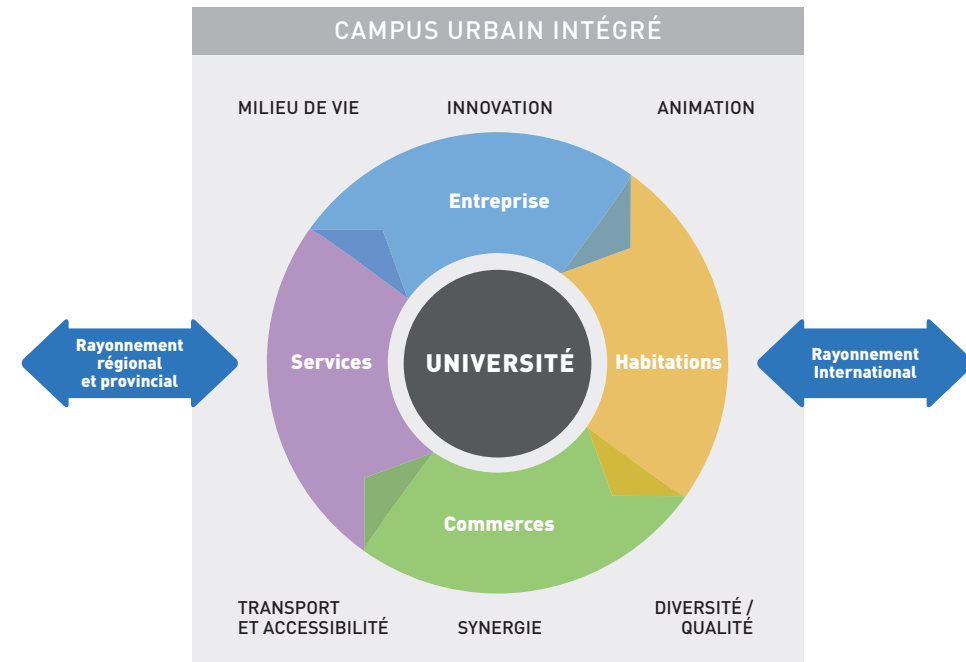 CAMPUS URBAIN INTÉGRÉ
MILIEU DE VIE
INNOVATION
ANIMATION
Entreprise
Rayonnement
régional
et provincial
Services
UNIVERSITÉ
Habitations
Rayonnement
International
Commerces
TRANSPORT
ET ACCESSIBILITÉ
SYNERGIE
DIVERSITÉ /
QUALITÉ